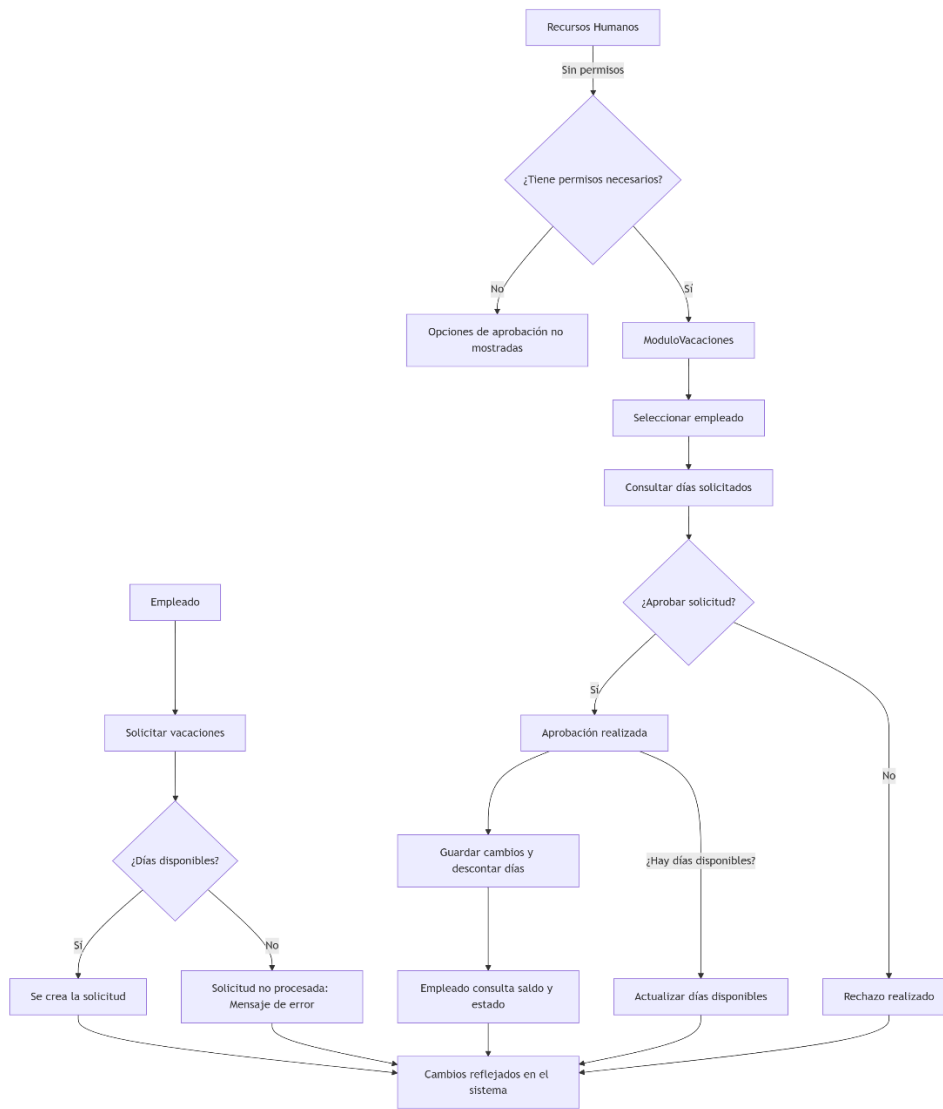 Recursos Humanos
Sin permisos
¿Tiene permisos necesarios?
No
Sí
Opciones de aprobación no
mostradas
ModuloVacaciones
Seleccionar empleado
Consultar días solicitados
Empleado
¿Aprobar solicitud?
Sí
Solicitar vacaciones
Aprobación realizada
No
¿Días disponibles?
Guardar cambios y
descontar días
¿Hay días disponibles?
Sí
No
Se crea la solicitud
Solicitud no procesada:
Mensaje de error
Empleado consulta saldo y
estado
Actualizar días disponibles
Rechazo realizado
Cambios reflejados en el
sistema